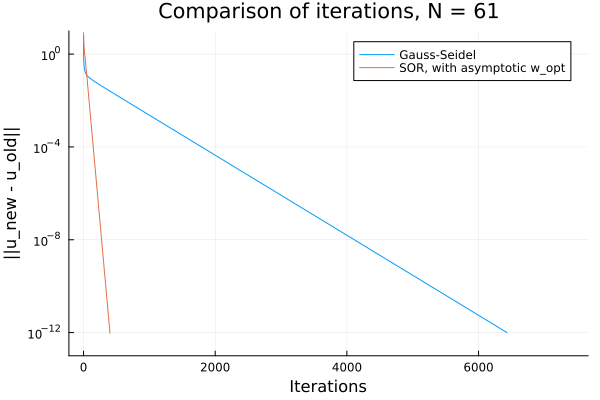 Comparison of iterations, N = 61
Gauss-Seidel
SOR, with asymptotic w_opt
||u_new - u_old||
10^0
10^-4
10^-8
10^-12
0 2000 4000 6000
Iterations